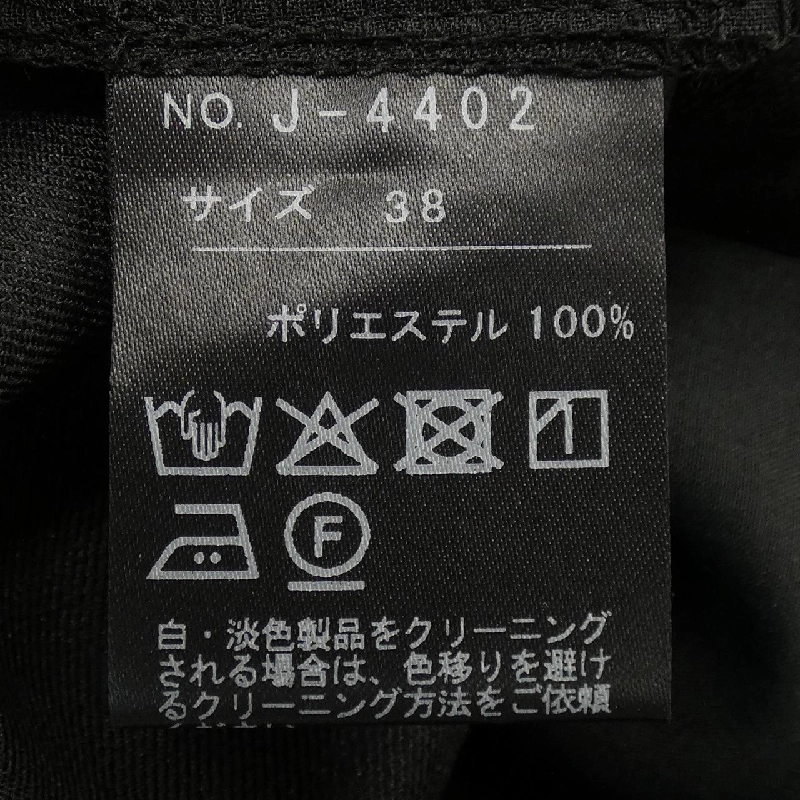 NO. J-4402
サイズ 38
ポリエステル 100%
F
白・淡色製品をクリーニング
される場合は、色移りを避け
るクリーニング方法をご依頼